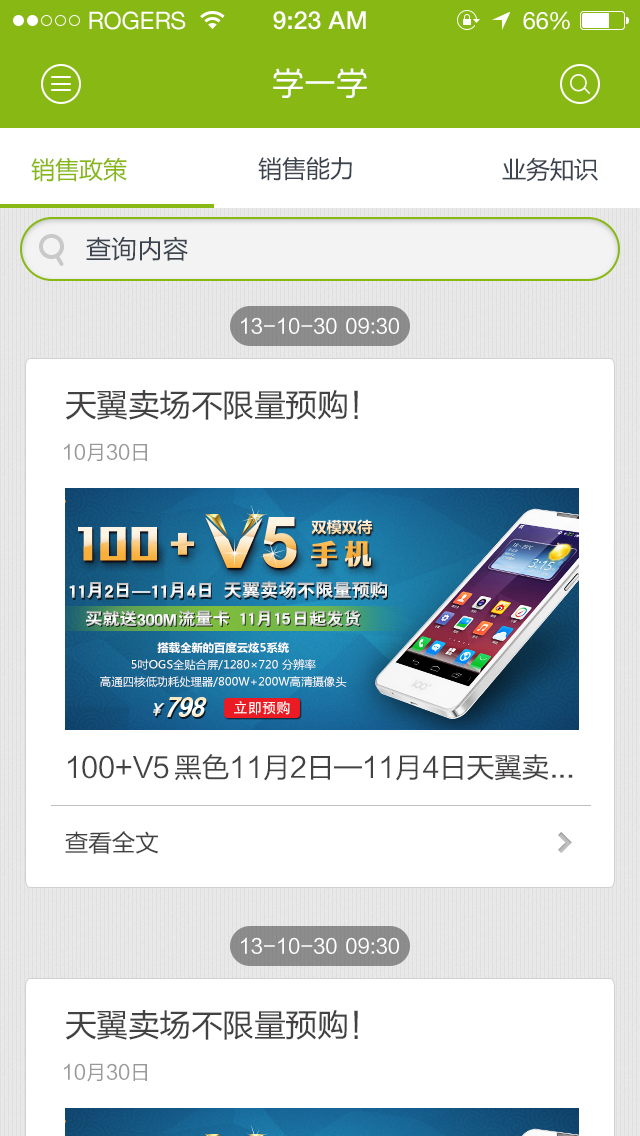 ROGERS 9:23 AM 66%
学一学
销售政策 销售能力 业务知识
查询内容
13-10-30 09:30
天翼卖场不限量预购！
10月30日
100+V5 双模双待手机
11月2日—11月4日 天翼卖场不限量预购
买就送300M流量卡 11月15日起发货
搭载全新的百度云炫5系统
5吋OGS全贴合屏/1280×720 分辨率
高通四核低功耗处理器/800W+200W高清摄像头
¥798 立即预购
100+V5 黑色11月2日—11月4日天翼卖...
查看全文
13-10-30 09:30
天翼卖场不限量预购！
10月30日